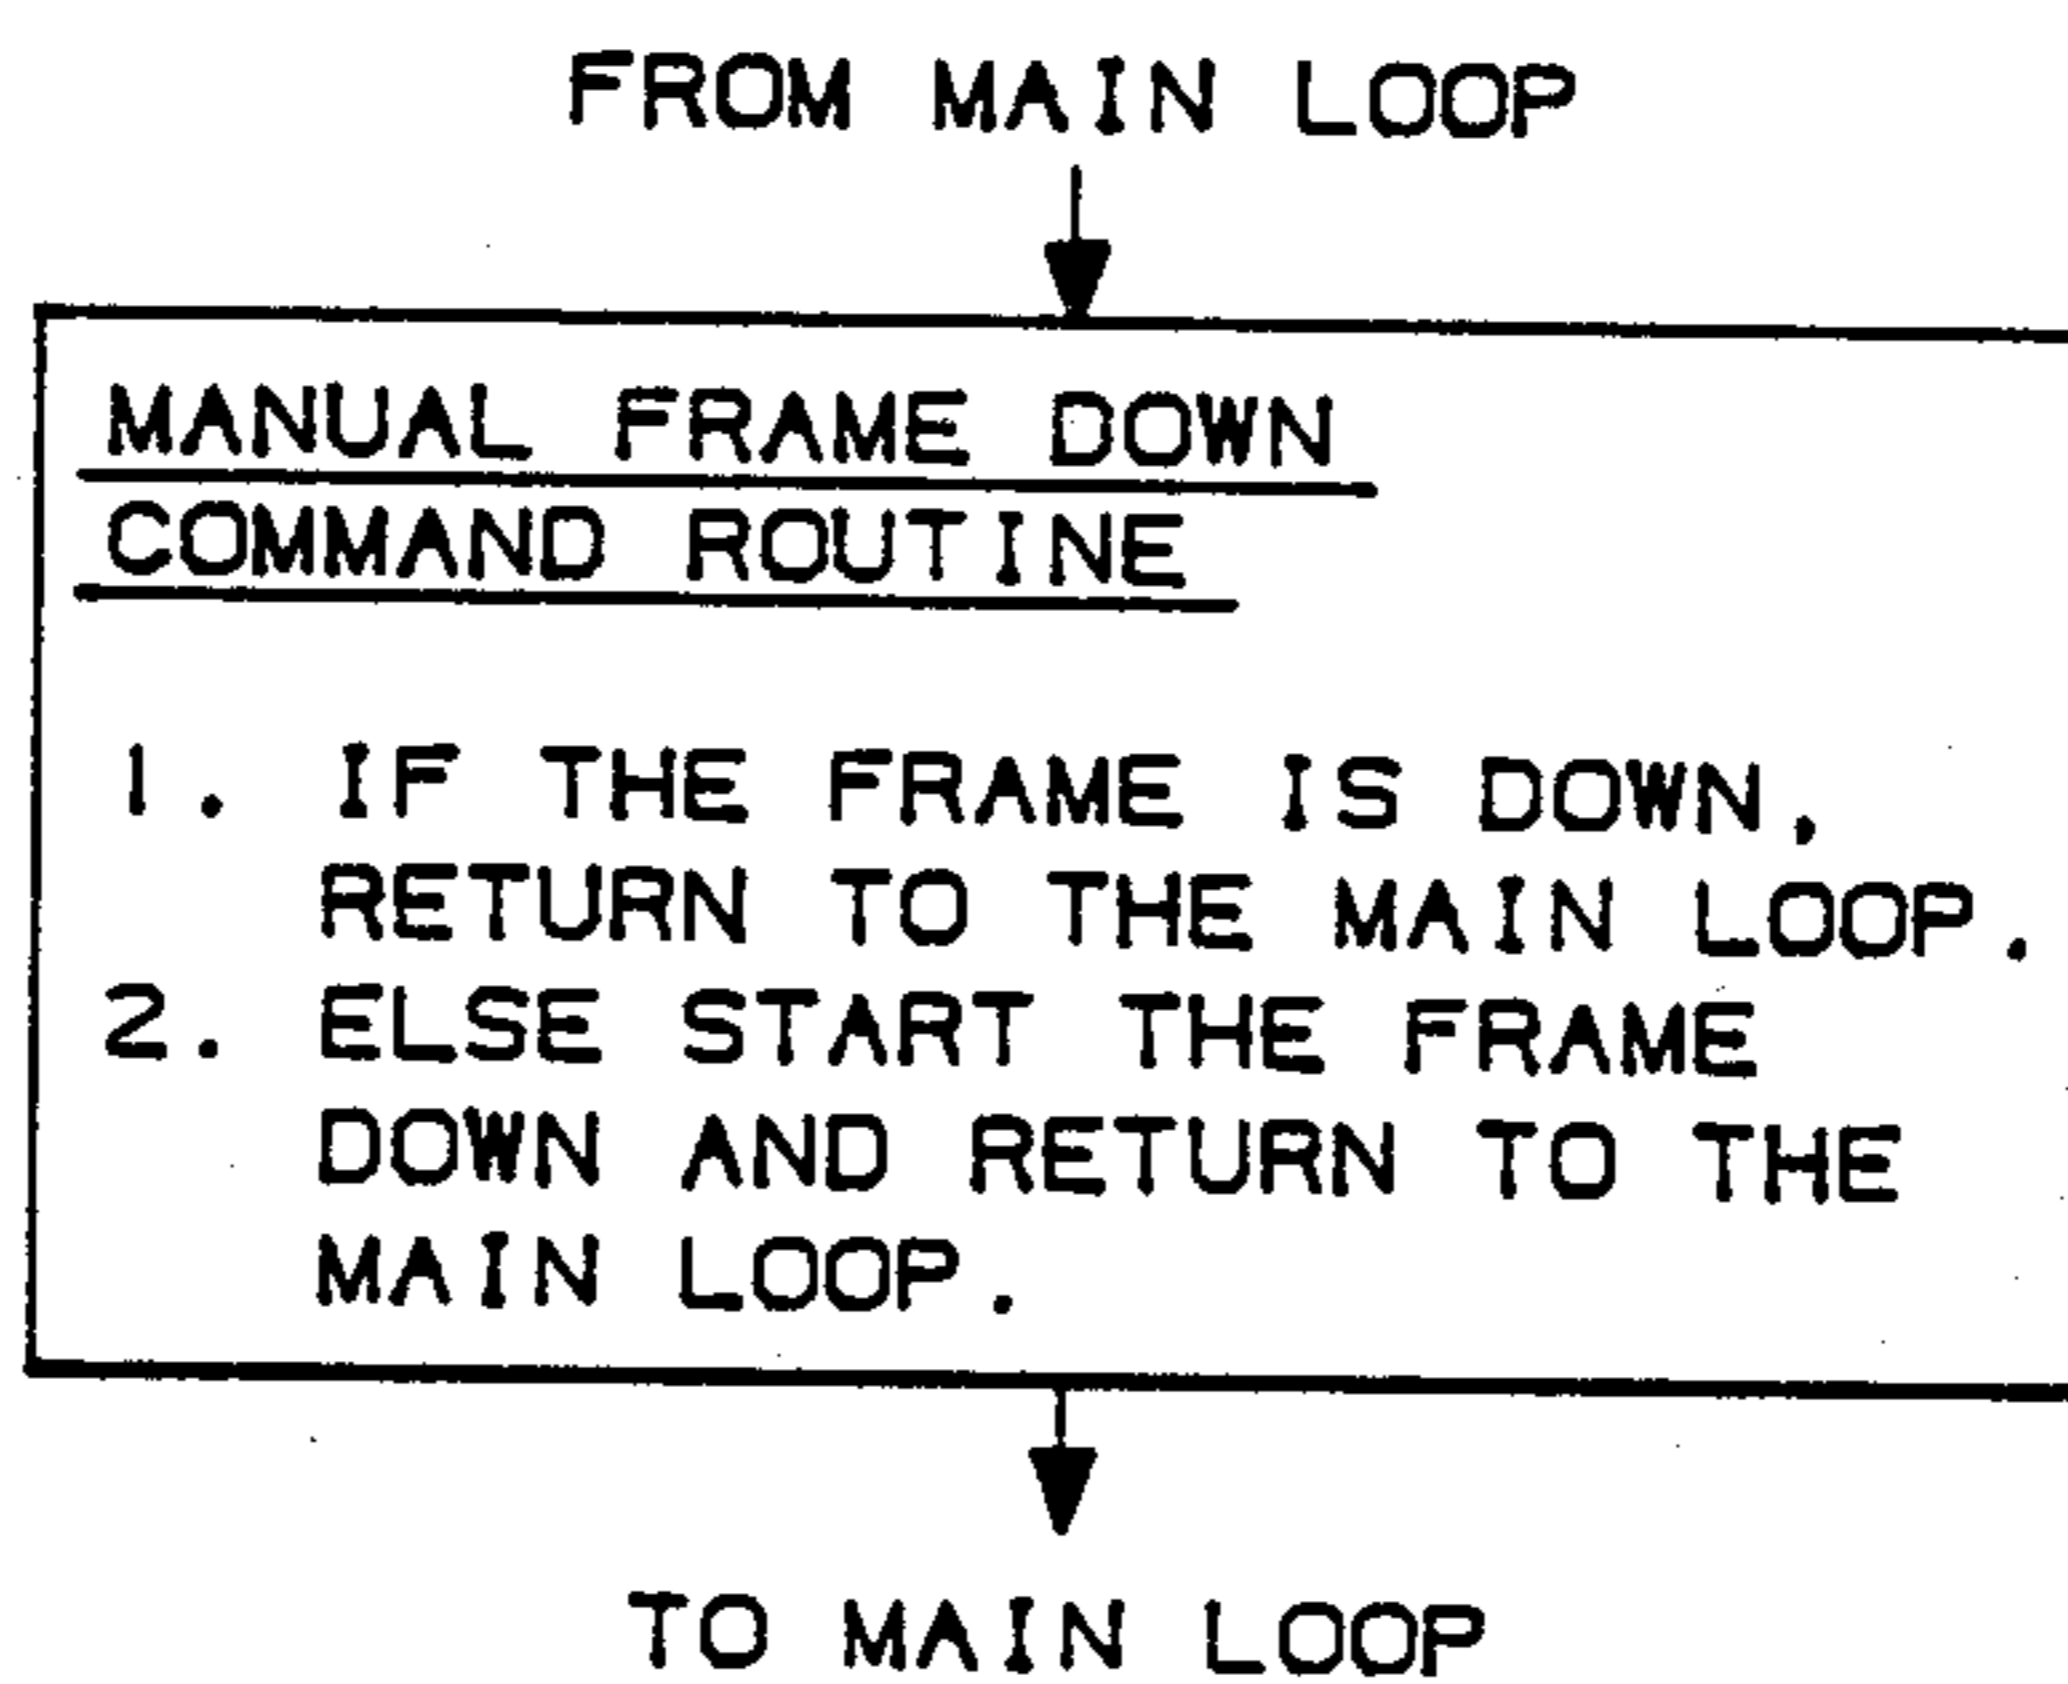 FROM MAIN LOOP
MANUAL FRAME DOWN
COMMAND ROUTINE
1. IF THE FRAME IS DOWN,
RETURN TO THE MAIN LOOP.
2. ELSE START THE FRAME
DOWN AND RETURN TO THE
MAIN LOOP.
TO MAIN LOOP